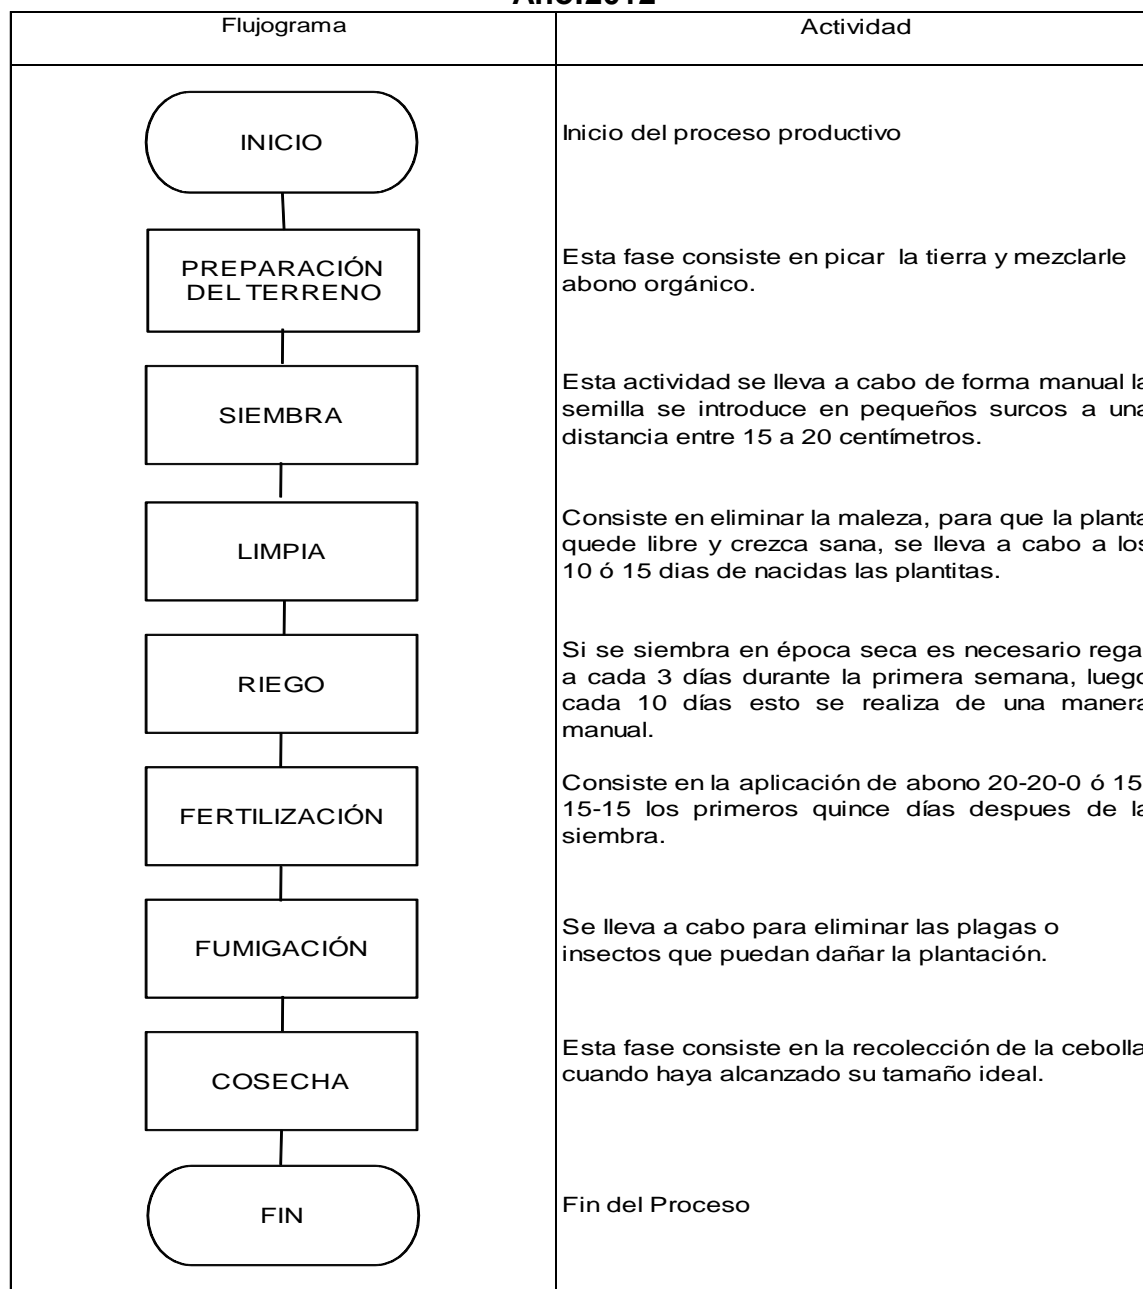 Flujograma
Actividad
INICIO
Inicio del proceso productivo
PREPARACIÓN
DEL TERRENO
Esta fase consiste en picar la tierra y mezclarle
abono orgánico.
SIEMBRA
Esta actividad se lleva a cabo de forma manual la
semilla se introduce en pequeños surcos a una
distancia entre 15 a 20 centímetros.
LIMPIA
Consiste en eliminar la maleza, para que la planta
quede libre y crezca sana, se lleva a cabo a los
10 ó 15 dias de nacidas las plantitas.
RIEGO
Si se siembra en época seca es necesario rega
a cada 3 días durante la primera semana, luego
cada 10 días esto se realiza de una manera
manual.
FERTILIZACIÓN
Consiste en la aplicación de abono 20-20-0 ó 15
15-15 los primeros quince días despues de la
siembra.
FUMIGACIÓN
Se lleva a cabo para eliminar las plagas o
insectos que puedan dañar la plantación.
COSECHA
Esta fase consiste en la recolección de la cebolla
cuando haya alcanzado su tamaño ideal.
FIN
Fin del Proceso